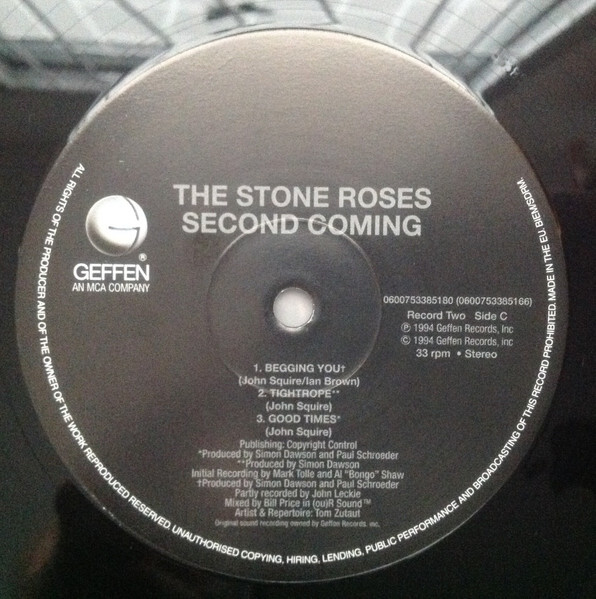 THE STONE ROSES
SECOND COMING
G
®
GEFFEN
AN MCA COMPANY
0600753385180 (0600753385166)
Record Two Side C
℗ 1994 Geffen Records, Inc
© 1994 Geffen Records, inc
33 rpm • Stereo
1. BEGGING YOU†
(John Squire/Ian Brown)
2. TIGHTROPE**
(John Squire)
3. GOOD TIMES*
(John Squire)
Publishing: Copyright Control
*Produced by Simon Dawson and Paul Schroeder
**Produced by Simon Dawson
Initial Recording by Mark Tolle and Al "Bongo" Shaw
†Produced by Simon Dawson and Paul Schroeder
Partly recorded by John Leckie
Mixed by Bill Price in (ou)R Sound™
Artist & Repertoire: Tom Zutaut
Original sound recording owned by Geffen Records, inc.
ALL RIGHTS OF THE PRODUCER AND OF THE OWNER OF THE WORK REPRODUCED RESERVED. UNAUTHORISED COPYING, HIRING, LENDING, PUBLIC PERFORMANCE AND BROADCASTING OF THIS RECORD PROHIBITED. MADE IN THE EU. BIEM/SDRM.